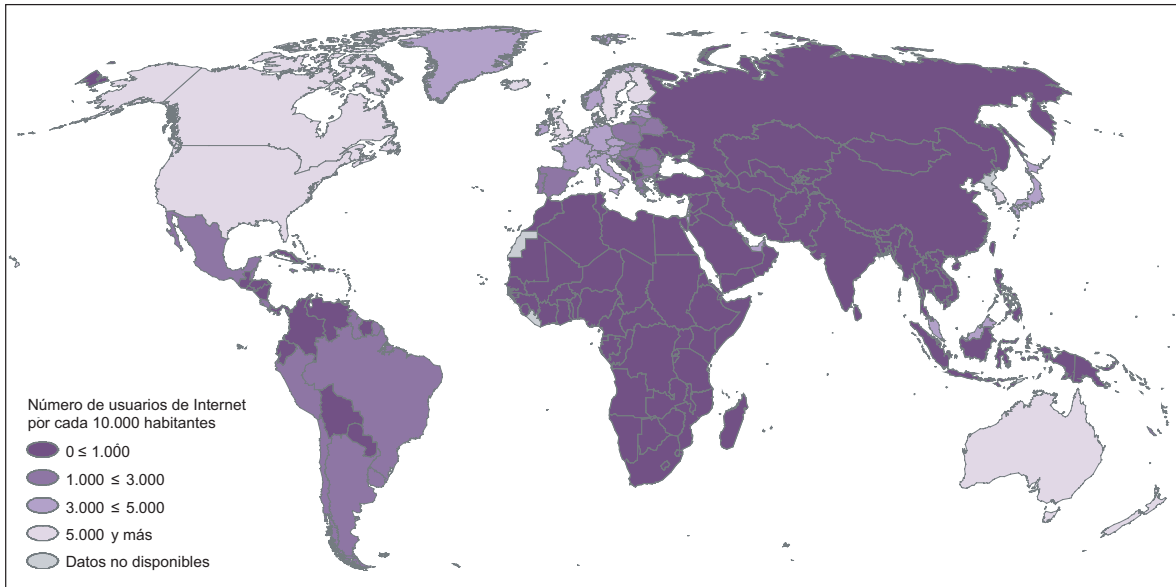 Número de usuarios de Internet
por cada 10.000 habitantes
0 ≤ 1.000
1.000 ≤ 3.000
3.000 ≤ 5.000
5.000 y más
Datos no disponibles